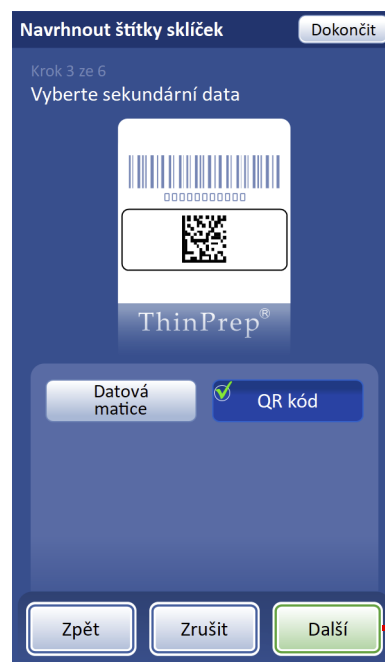 Navrhnout štítky sklíček
Dokončit
Krok 3 ze 6
Vyberte sekundární data
00000000000
ThinPrep®
Datová
matice
QR kód
Zpět
Zrušit
Další